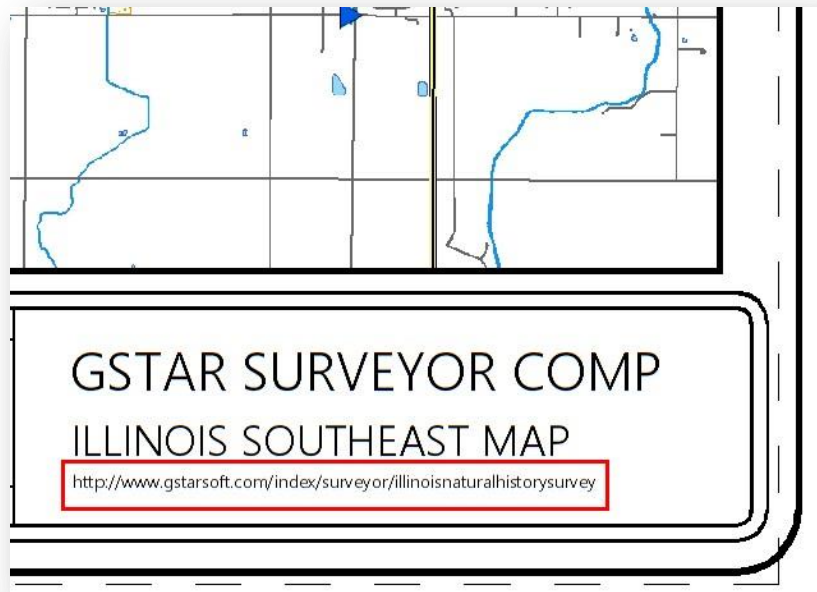 GSTAR SURVEYOR COMP
ILLINOIS SOUTHEAST MAP
http://www.gstarsoft.com/index/surveyor/illinoisnaturalhistorysurvey